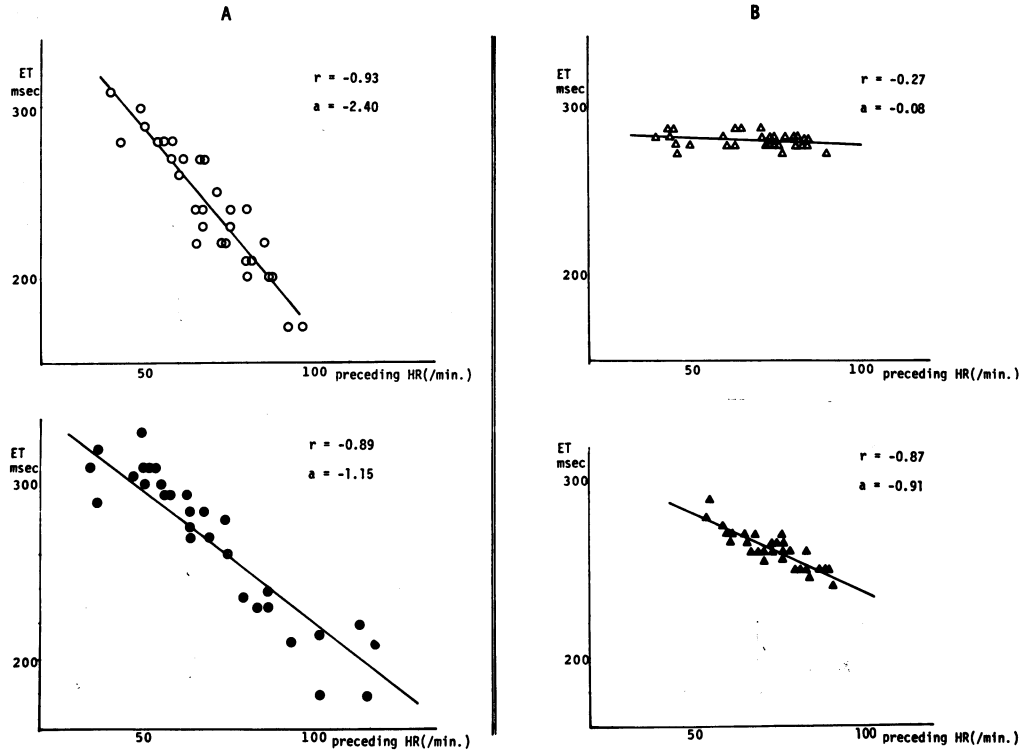 A
ET
msec
300
200
r = -0.93
a = -2.40
50
100
preceding HR(/min.)
ET
msec
300
200
r = -0.89
a = -1.15
50
100
preceding HR(/min.)
B
ET
msec
300
200
r = -0.27
a = -0.08
50
100
preceding HR(/min.)
ET
msec
300
200
r = -0.87
a = -0.91
50
100
preceding HR(/min.)